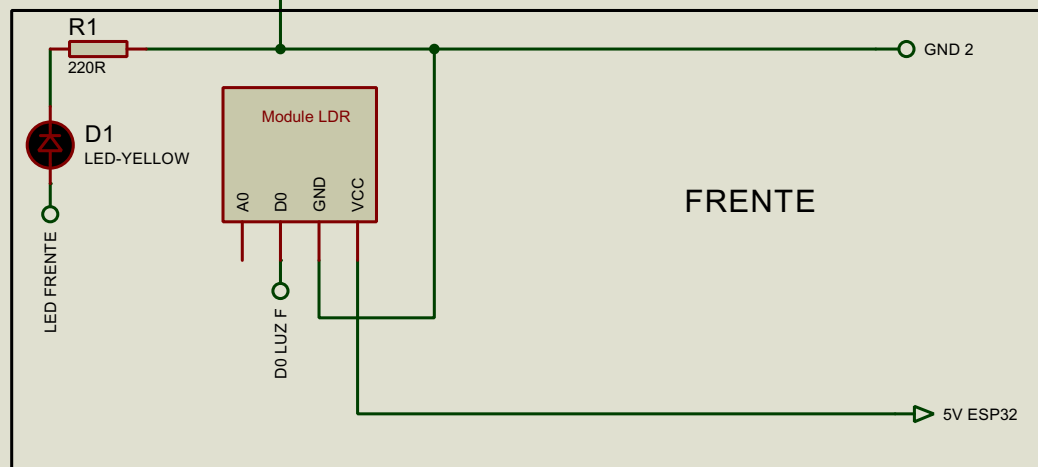 R1
220R
GND 2
Module LDR
D1
LED-YELLOW
A0
D0
GND
VCC
FRENTE
LED FRENTE
D0 LUZ F
5V ESP32